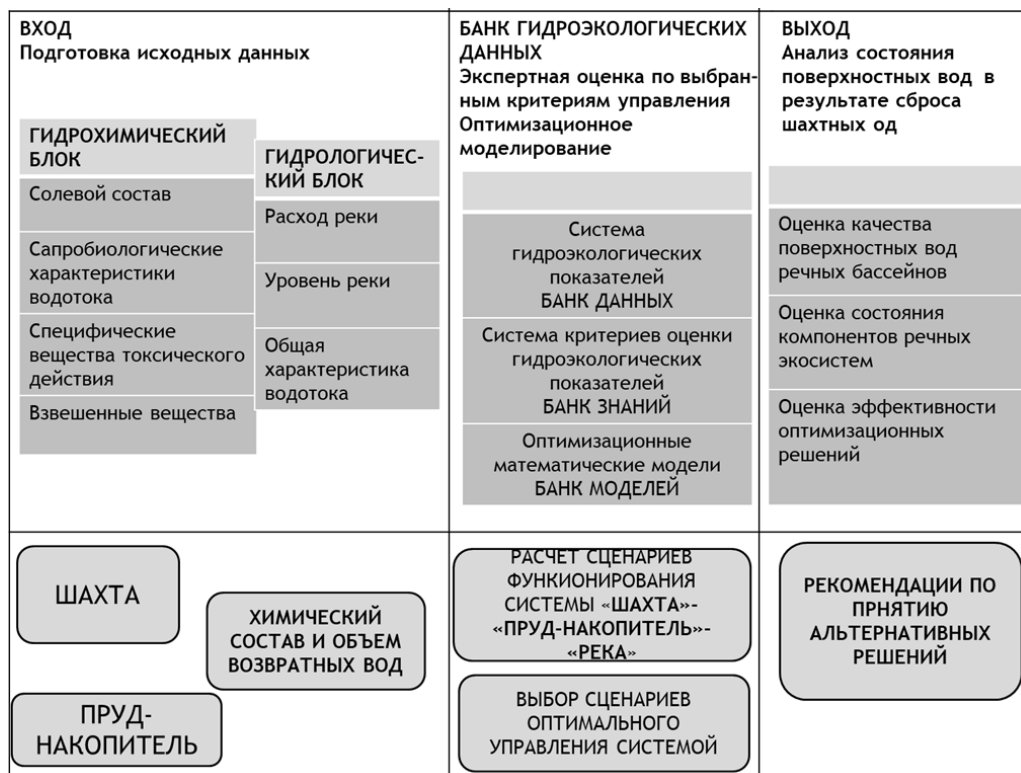 ВХОД
Подготовка исходных данных
ГИДРОХИМИЧЕСКИЙ
БЛОК
Солевой состав
Сапробиологические
характеристики
водотока
Специфические
вещества токсического
действия
Взвешенные вещества
ГИДРОЛОГИЧЕС-
КИЙ БЛОК
Расход реки
Уровень реки
Общая
характеристика
водотока
БАНК ГИДРОЭКОЛОГИЧЕСКИХ
ДАННЫХ
Экспертная оценка по выбран-
ным критериям управления
Оптимизационное
моделирование
Система
гидроэкологических
показателей
БАНК ДАННЫХ
Система критериев оценки
гидроэкологических
показателей
БАНК ЗНАНИЙ
Оптимизационные
математические модели
БАНК МОДЕЛЕЙ
ВЫХОД
Анализ состояния
поверхностных вод в
результате сброса
шахтных од
Оценка качества
поверхностных вод
речных бассейнов
Оценка состояния
компонентов речных
экосистем
Оценка эффективности
оптимизационных
решений
ШАХТА
ХИМИЧЕСКИЙ
СОСТАВ И ОБЪЕМ
ВОЗВРАТНЫХ ВОД
ПРУД-
НАКОПИТЕЛЬ
РАСЧЕТ СЦЕНАРИЕВ
ФУНКИОНИРОВАНИЯ
СИСТЕМЫ «ШАХТА»-
«ПРУД-НАКОПИТЕЛЬ»-
«РЕКА»
ВЫБОР СЦЕНАРИЕВ
ОПТИМАЛЬНОГО
УПРАВЛЕНИЯ СИСТЕМОЙ
РЕКОМЕНДАЦИИ ПО
ПРНЯТИЮ
АЛЬТЕРНАТИВНЫХ
РЕШЕНИЙ